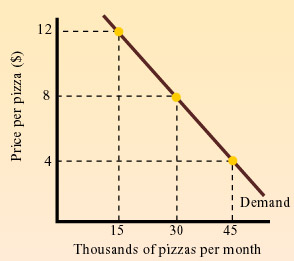 Price per pizza ($)
12
8
4
Demand
15 30 45
Thousands of pizzas per month